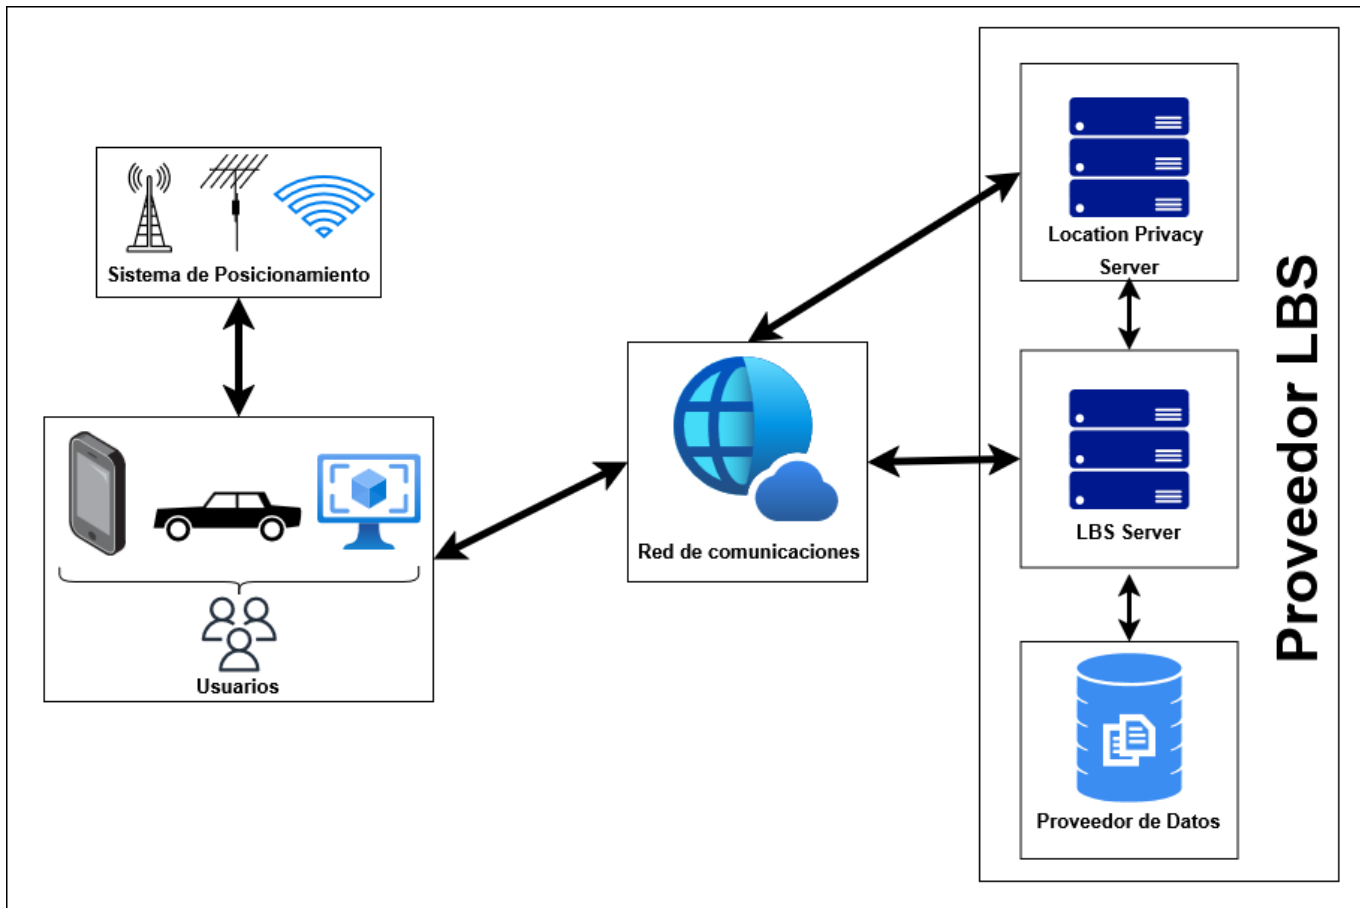 Sistema de Posicionamiento
Usuarios
Red de comunicaciones
Location Privacy
Server
LBS Server
Proveedor de Datos
Proveedor LBS